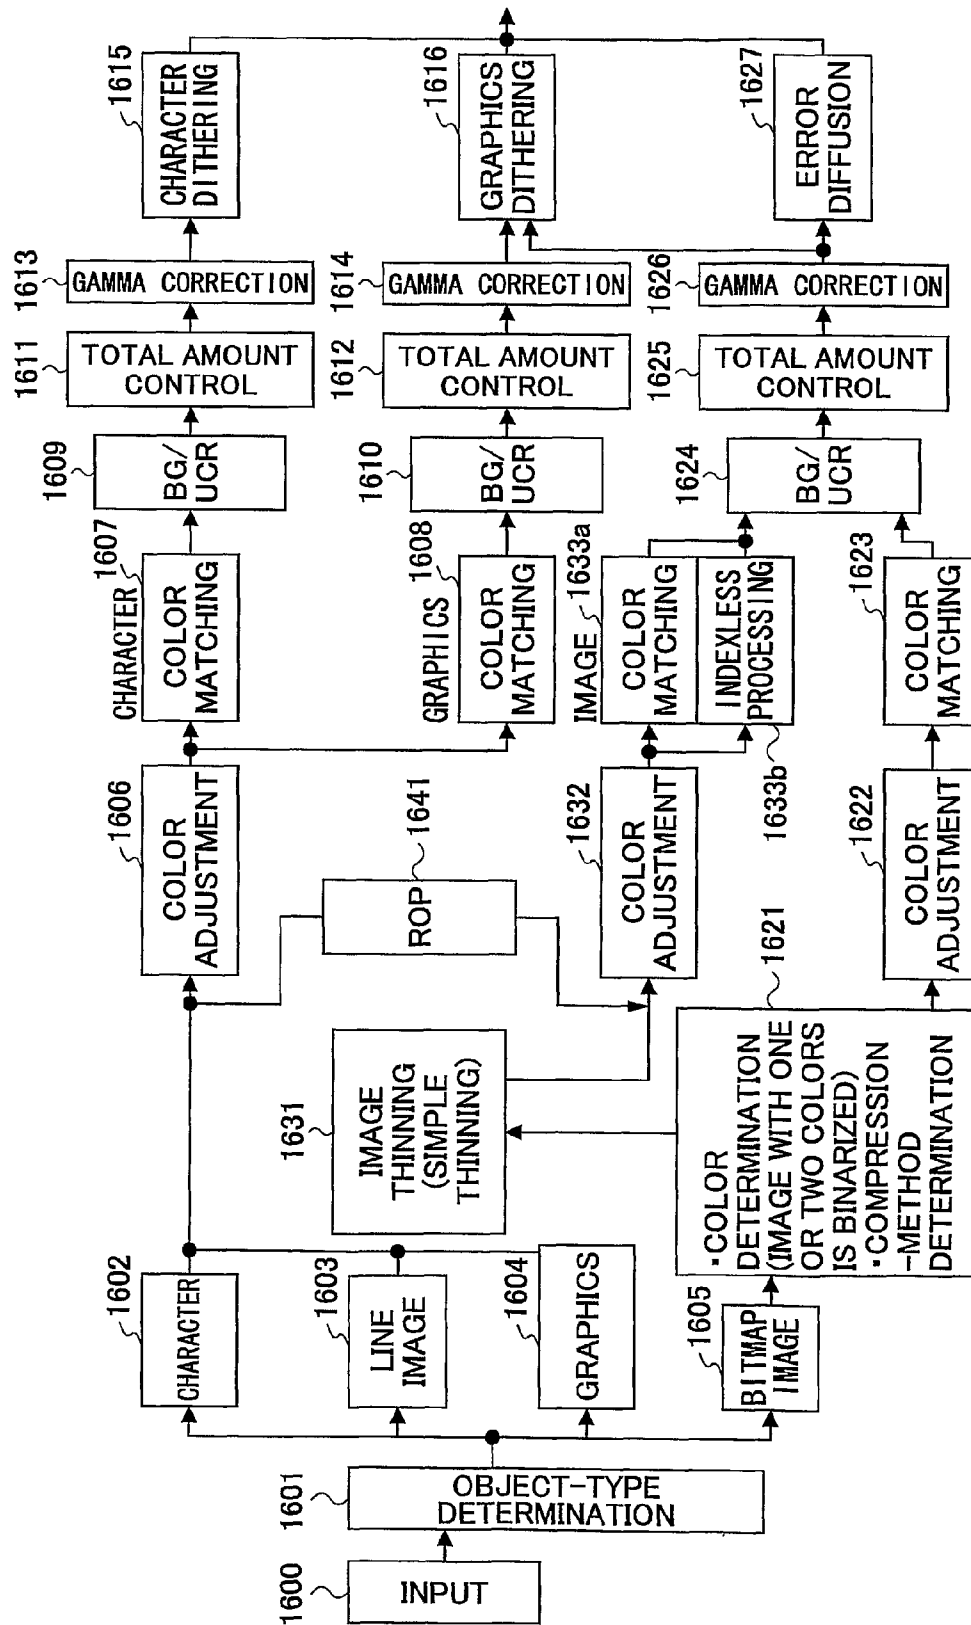 1600
INPUT
1601
OBJECT-TYPE
DETERMINATION
1602
CHARACTER
1603
LINE
IMAGE
1604
GRAPHICS
1605
BITMAP
IMAGE
1631
IMAGE
THINNING
(SIMPLE
THINNING)
1621
・COLOR
DETERMINATION
(IMAGE WITH ONE
OR TWO COLORS
IS BINARIZED)
・COMPRESSION
-METHOD
DETERMINATION
1641
ROP
1606
COLOR
ADJUSTMENT
1632
COLOR
ADJUSTMENT
1622
COLOR
ADJUSTMENT
CHARACTER
1607
COLOR
MATCHING
GRAPHICS
1608
COLOR
MATCHING
IMAGE
1633a
COLOR
MATCHING
INDEXLESS
PROCESSING
1633b
1623
COLOR
MATCHING
1609
BG/
UCR
1610
BG/
UCR
1624
BG/
UCR
1611
TOTAL AMOUNT
CONTROL
1612
TOTAL AMOUNT
CONTROL
1625
TOTAL AMOUNT
CONTROL
1613
GAMMA CORRECTION
1614
GAMMA CORRECTION
1626
GAMMA CORRECTION
1615
CHARACTER
DITHERING
1616
GRAPHICS
DITHERING
1627
ERROR
DIFFUSION